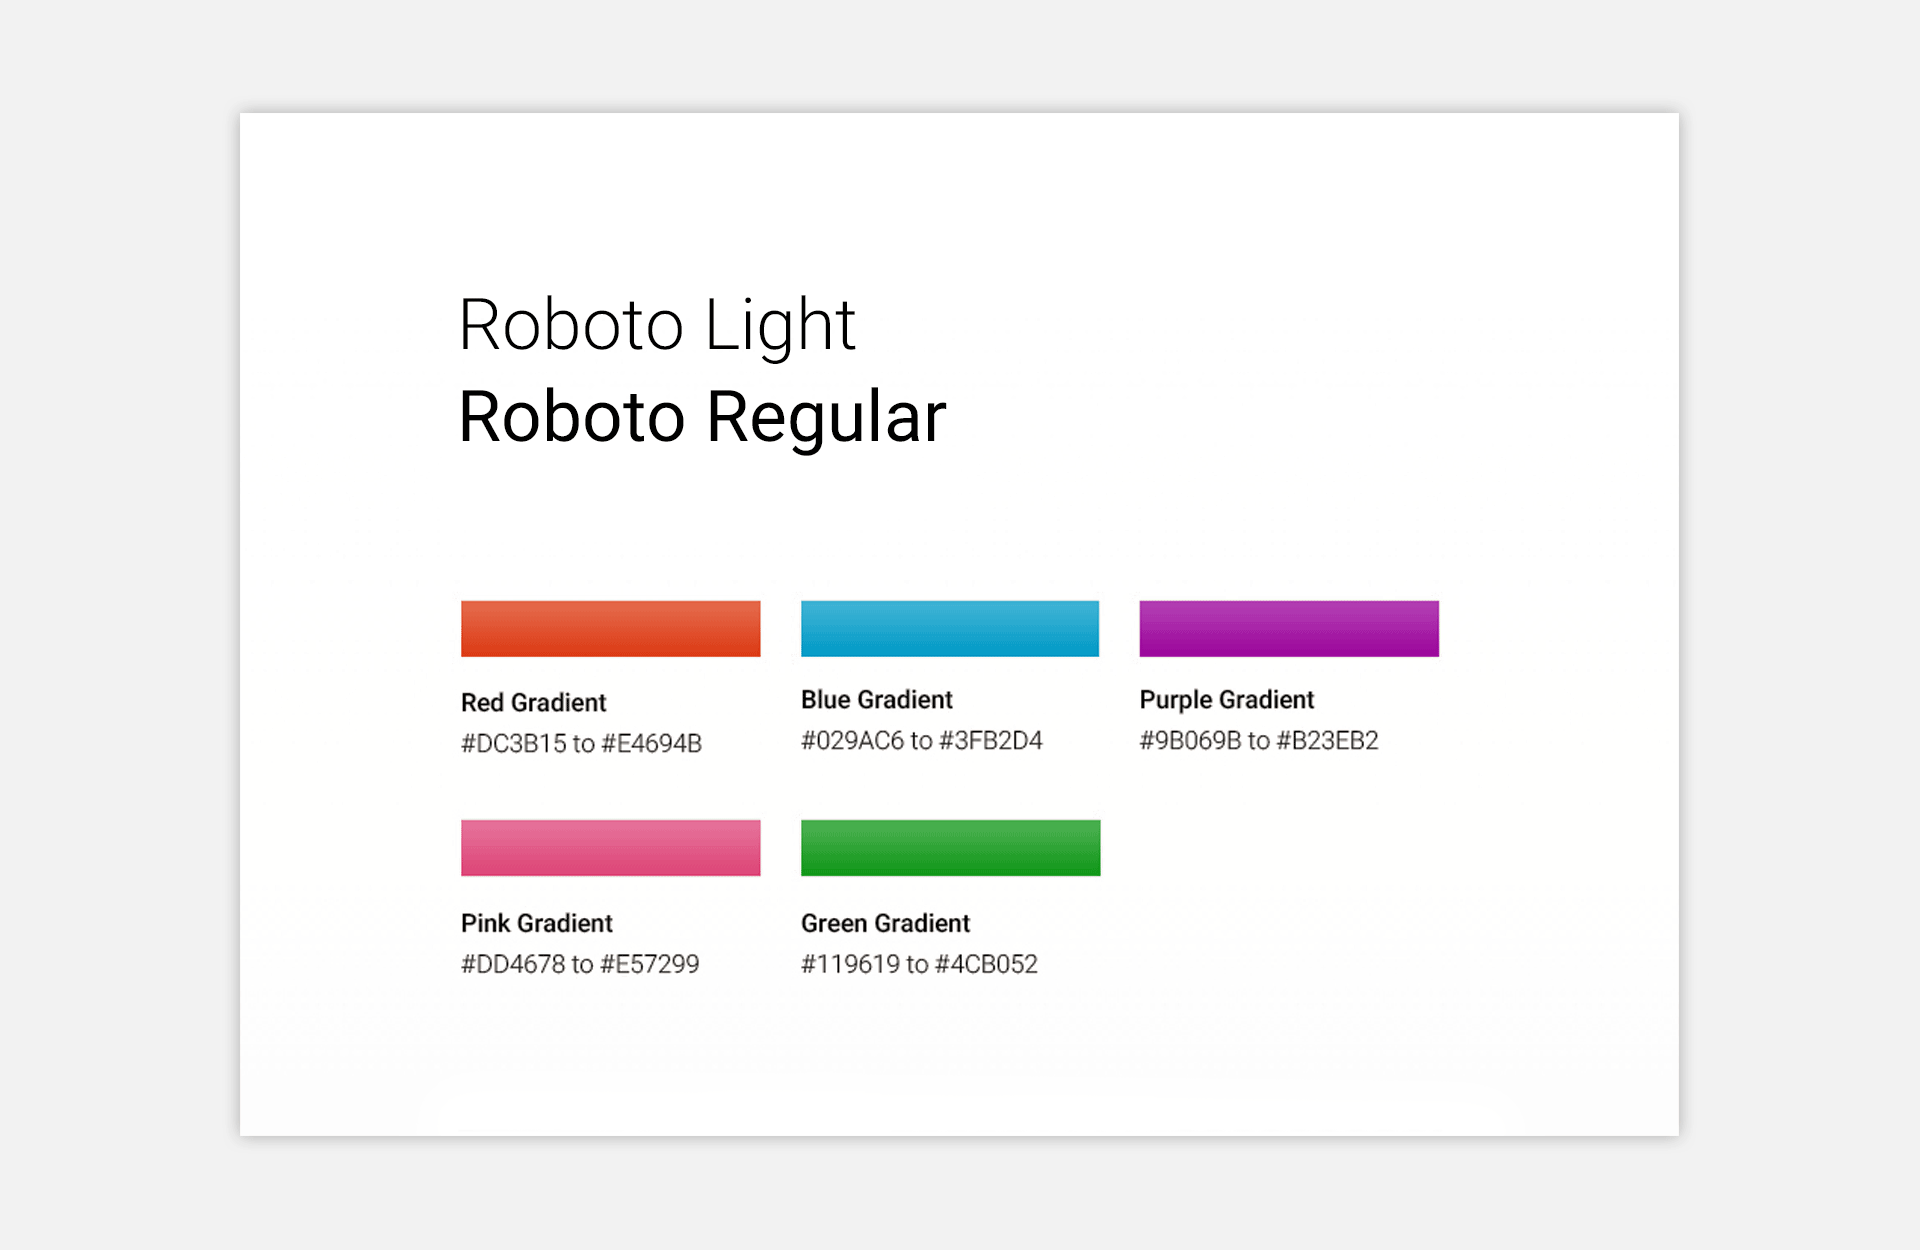 Roboto Light
Roboto Regular
Red Gradient
#DC3B15 to #E4694B
Blue Gradient
#029AC6 to #3FB2D4
Purple Gradient
#9B069B to #B23EB2
Pink Gradient
#DD4678 to #E57299
Green Gradient
#119619 to #4CB052